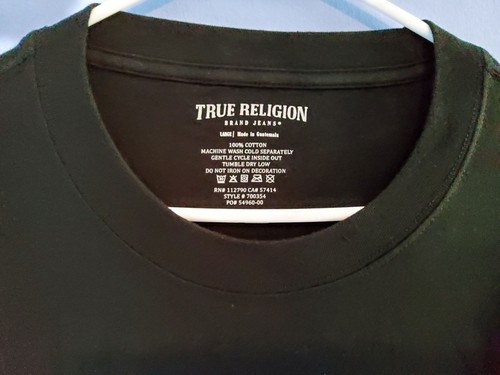 TRUE RELIGION
BRAND JEANS®
LARGE/ Made in Guatemala
100% COTTON
MACHINE WASH COLD SEPARATELY
GENTLE CYCLE INSIDE OUT
TUMBLE DRY LOW
DO NOT IRON ON DECORATION
RN# 112790 CA# 57414
STYLE # 700354
PO# 54960-00